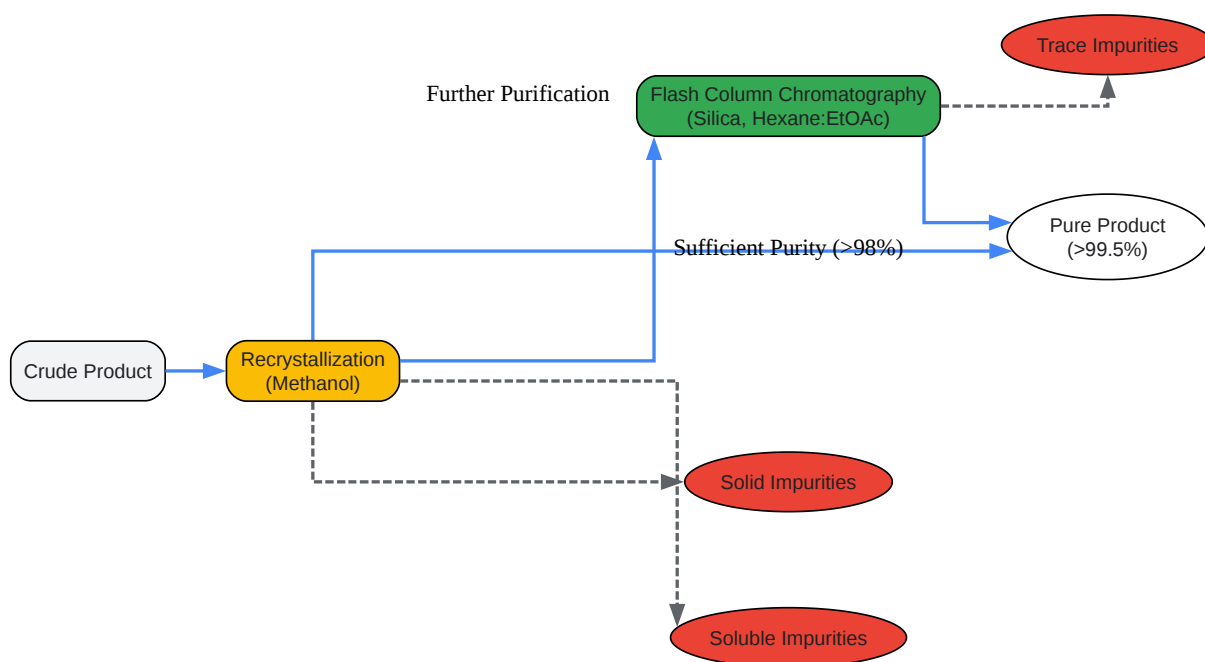 Trace Impurities
Further Purification
Flash Column Chromatography
(Silica, Hexane:EtOAc)
Pure Product
(>99.5%)
Sufficient Purity (>98%)
Crude Product
Recrystallization
(Methanol)
Solid Impurities
Soluble Impurities